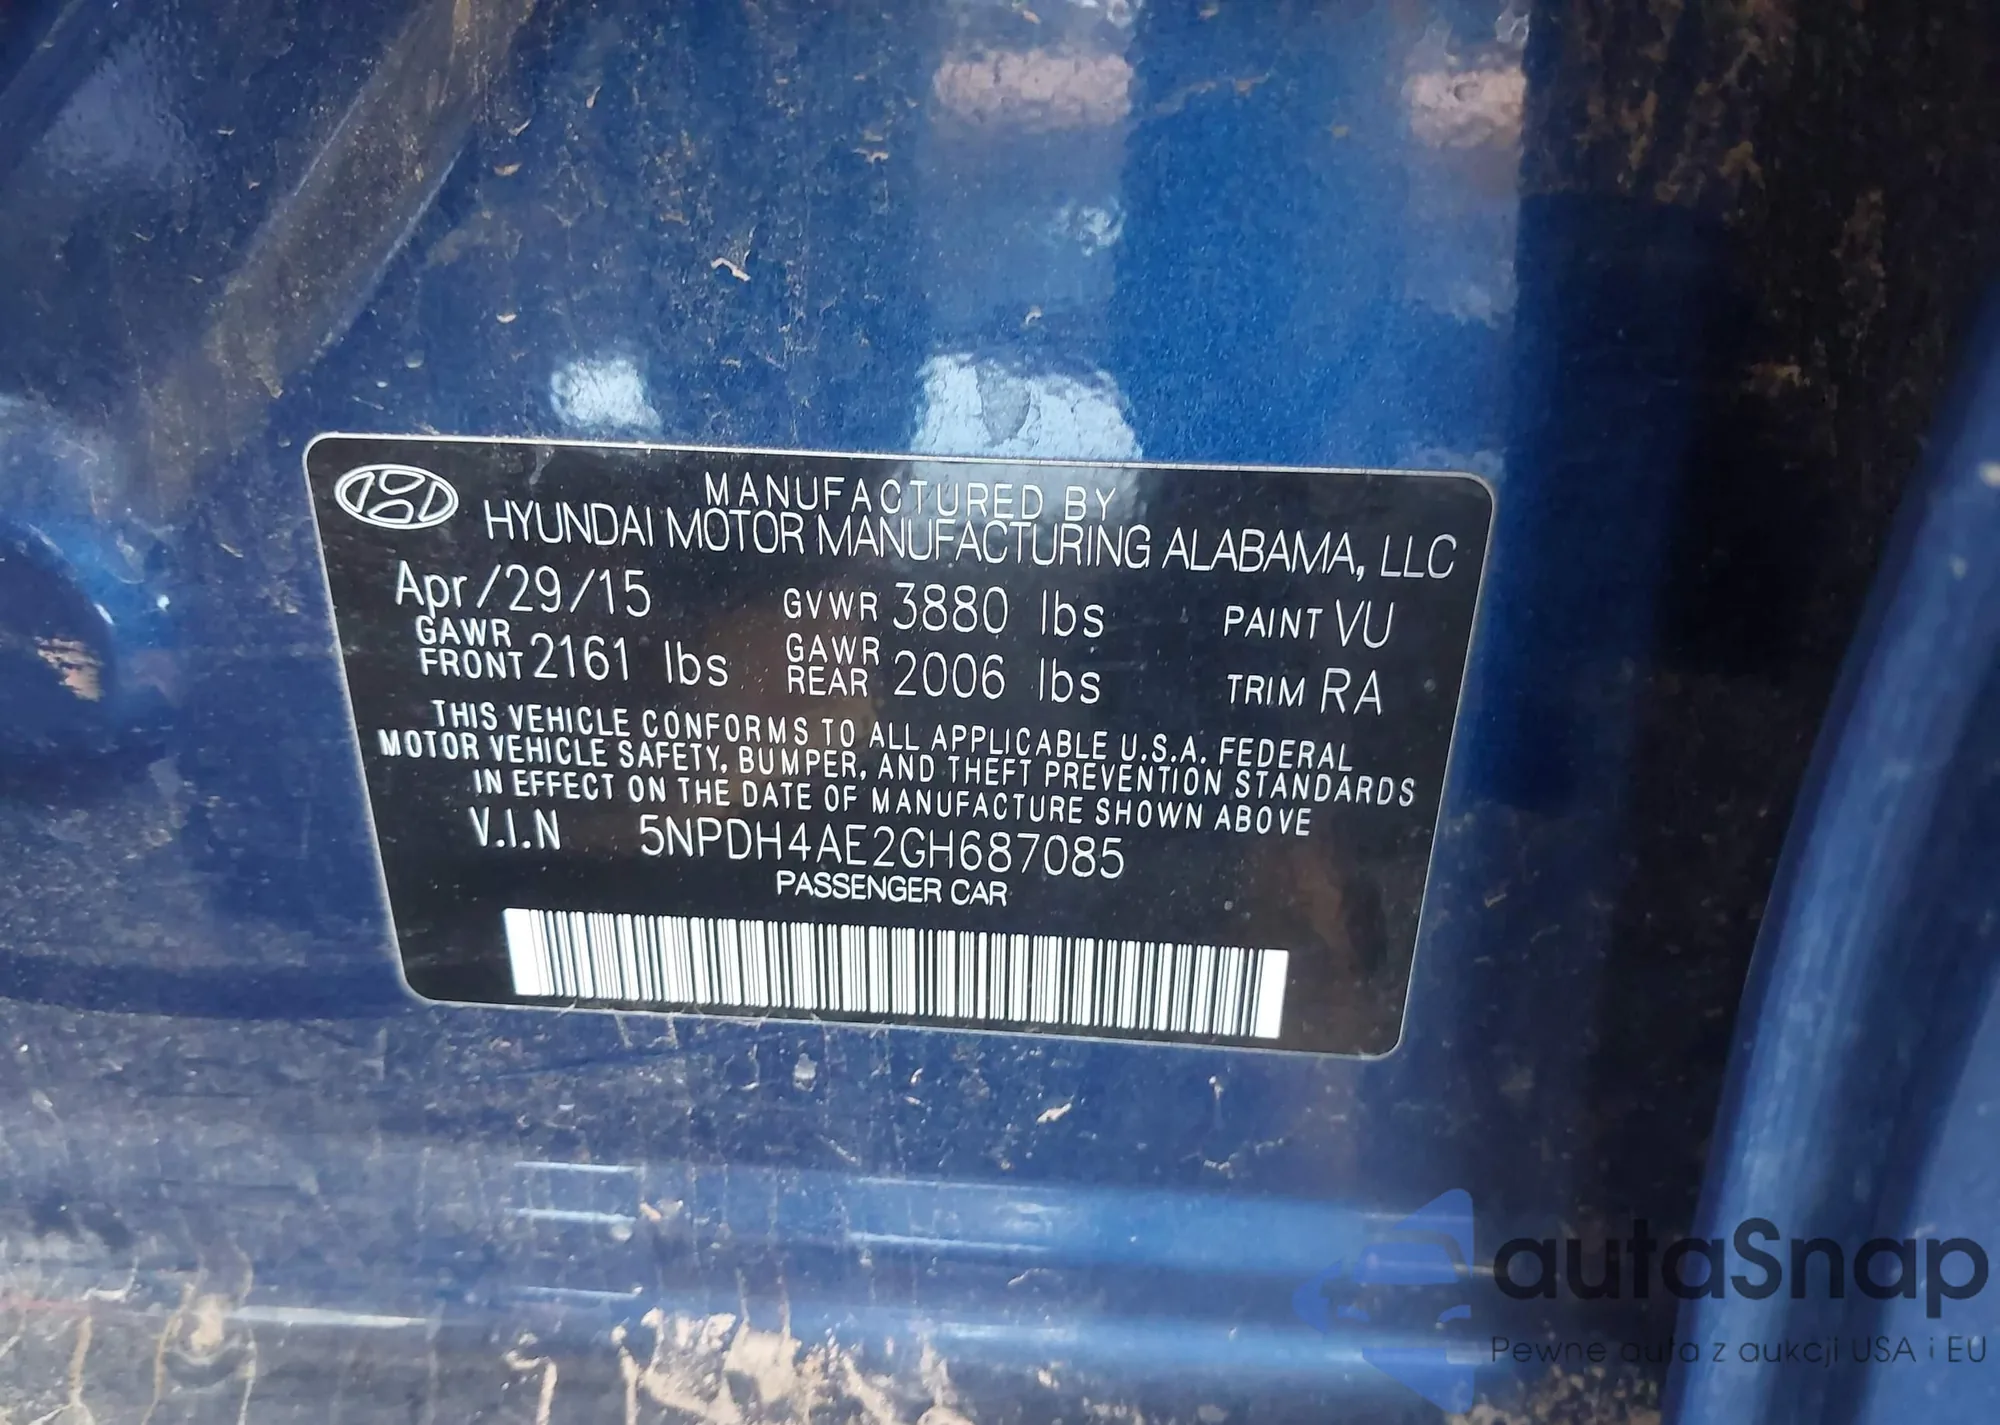 MANUFACTURED BY
HYUNDAI MOTOR MANUFACTURING ALABAMA, LLC
Apr/29/15 GVWR 3880 lbs PAINT VU
GAWR FRONT 2161 lbs GAWR REAR 2006 lbs TRIM RA
THIS VEHICLE CONFORMS TO ALL APPLICABLE U.S.A. FEDERAL
MOTOR VEHICLE SAFETY, BUMPER, AND THEFT PREVENTION STANDARDS
IN EFFECT ON THE DATE OF MANUFACTURE SHOWN ABOVE
V.I.N 5NPDH4AE2GH687085
PASSENGER CAR
autaSnap
Pewne auta z aukcji USA i EU